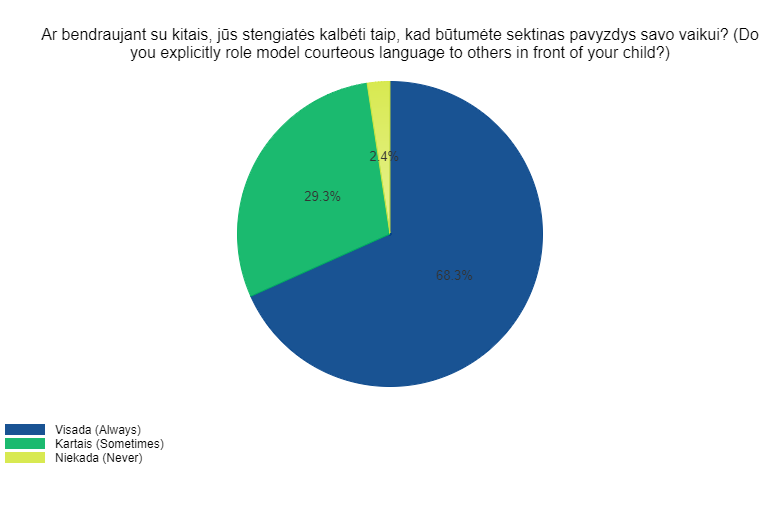 Ar bendraujant su kitais, jūs stengiatės kalbėti taip, kad būtumėte sektinas pavyzdys savo vaikui? (Do
you explicitly role model courteous language to others in front of your child?)
2.4%
29.3%
68.3%
Visada (Always)
Kartais (Sometimes)
Niekada (Never)